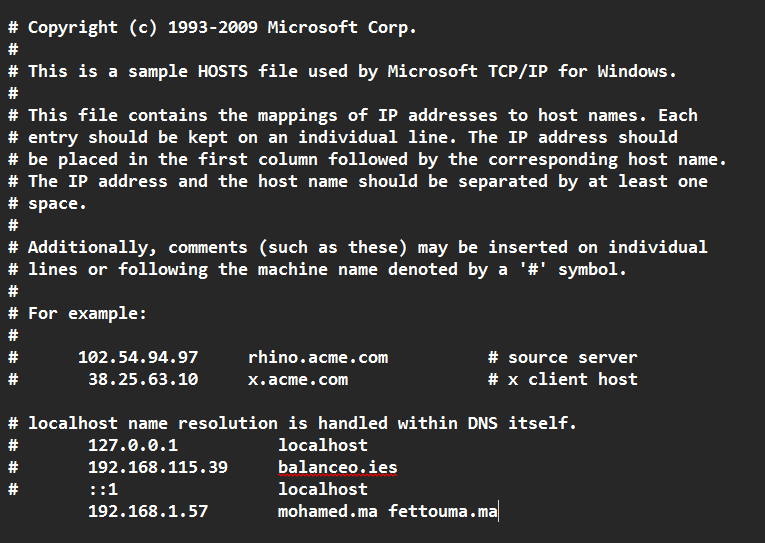 # Copyright (c) 1993-2009 Microsoft Corp.
#
# This is a sample HOSTS file used by Microsoft TCP/IP for Windows.
#
# This file contains the mappings of IP addresses to host names. Each
# entry should be kept on an individual line. The IP address should
# be placed in the first column followed by the corresponding host name.
# The IP address and the host name should be separated by at least one
# space.
#
# Additionally, comments (such as these) may be inserted on individual
# lines or following the machine name denoted by a '#' symbol.
#
# For example:
#
#      102.54.94.97     rhino.acme.com          # source server
#       38.25.63.10     x.acme.com              # x client host

# localhost name resolution is handled within DNS itself.
#       127.0.0.1          localhost
#       192.168.115.39     balanceo.ies
#       ::1                localhost
        192.168.1.57       mohamed.ma fettouma.ma